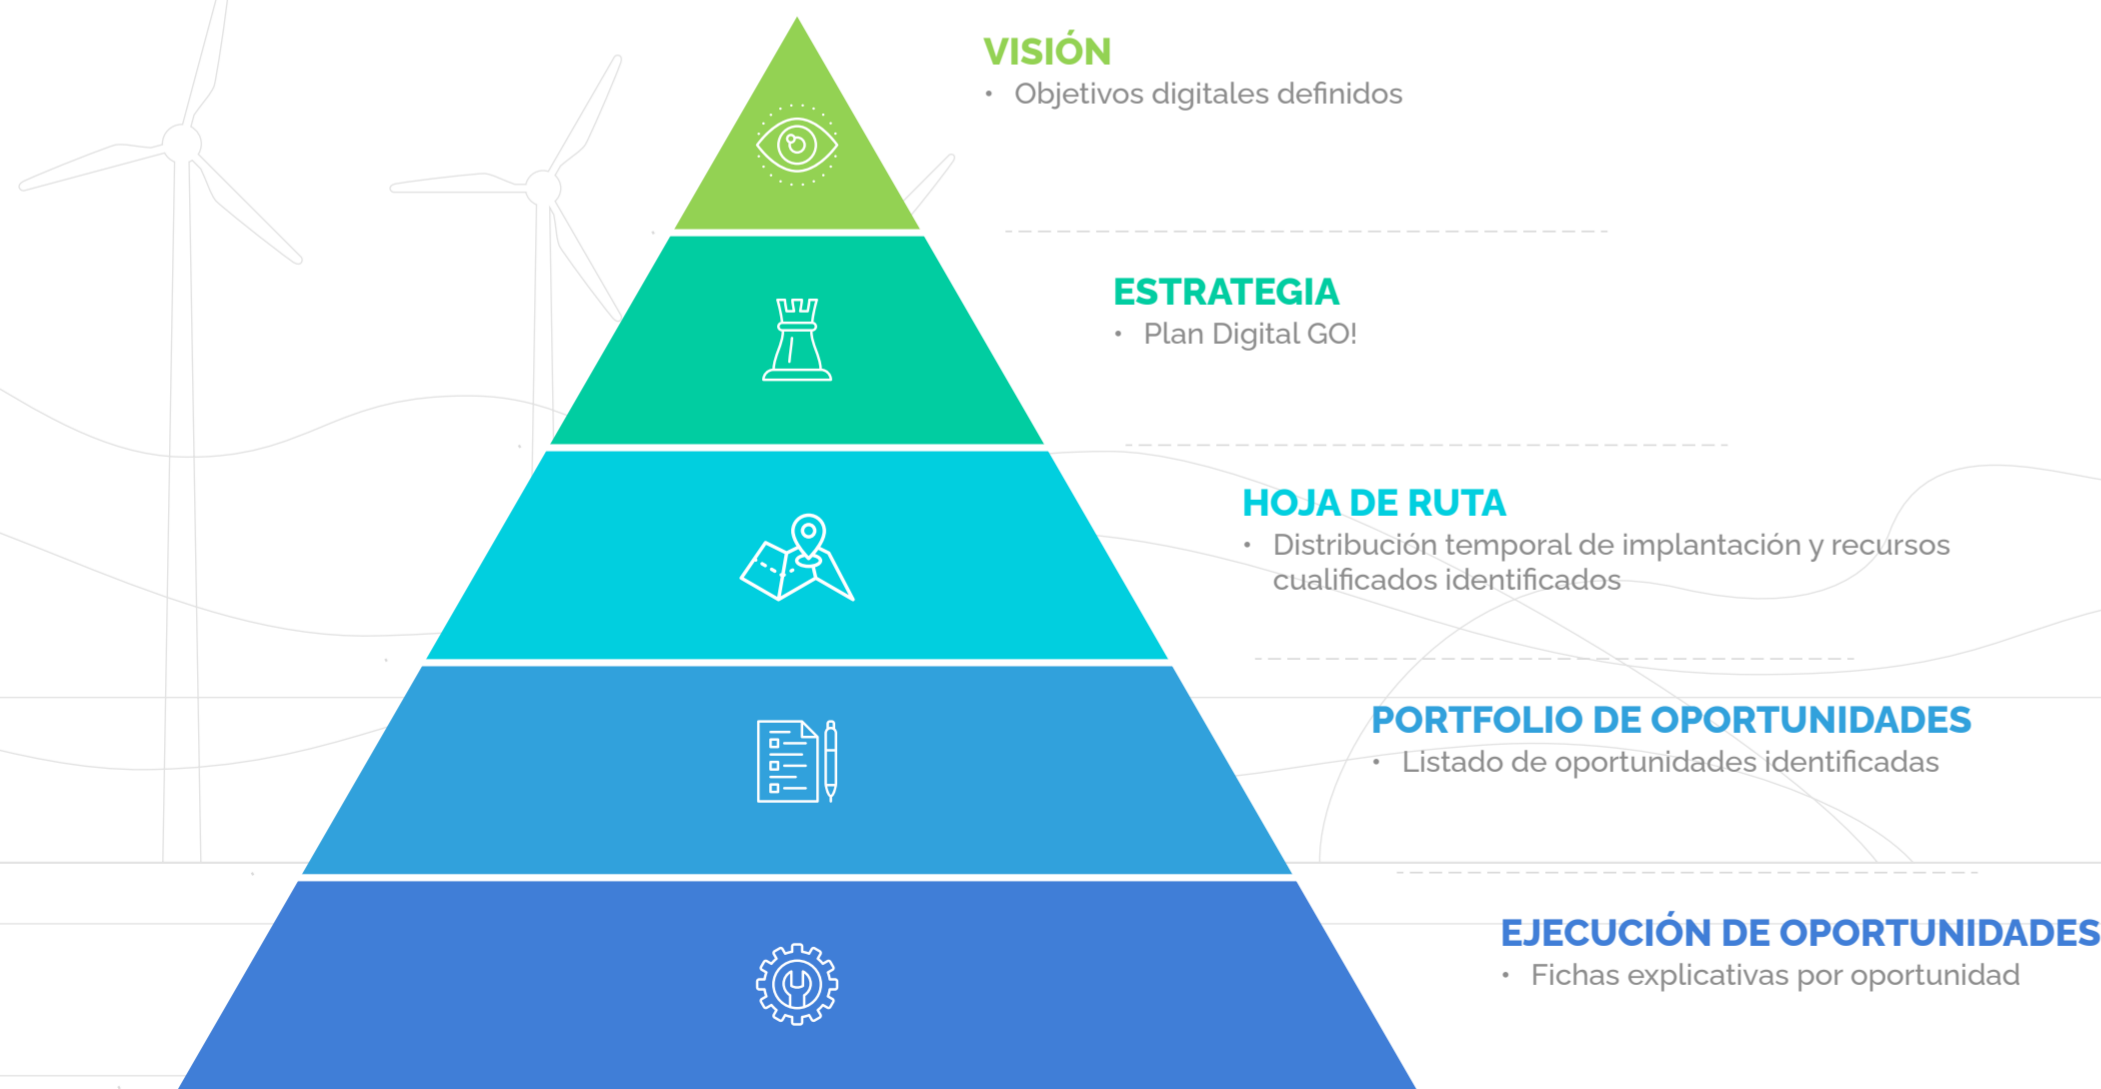 VISIÓN
• Objetivos digitales definidos
ESTRATEGIA
• Plan Digital GO!
HOJA DE RUTA
• Distribución temporal de implantación y recursos
cualificados identificados
PORTFOLIO DE OPORTUNIDADES
• Listado de oportunidades identificadas
EJECUCIÓN DE OPORTUNIDADES
• Fichas explicativas por oportunidad